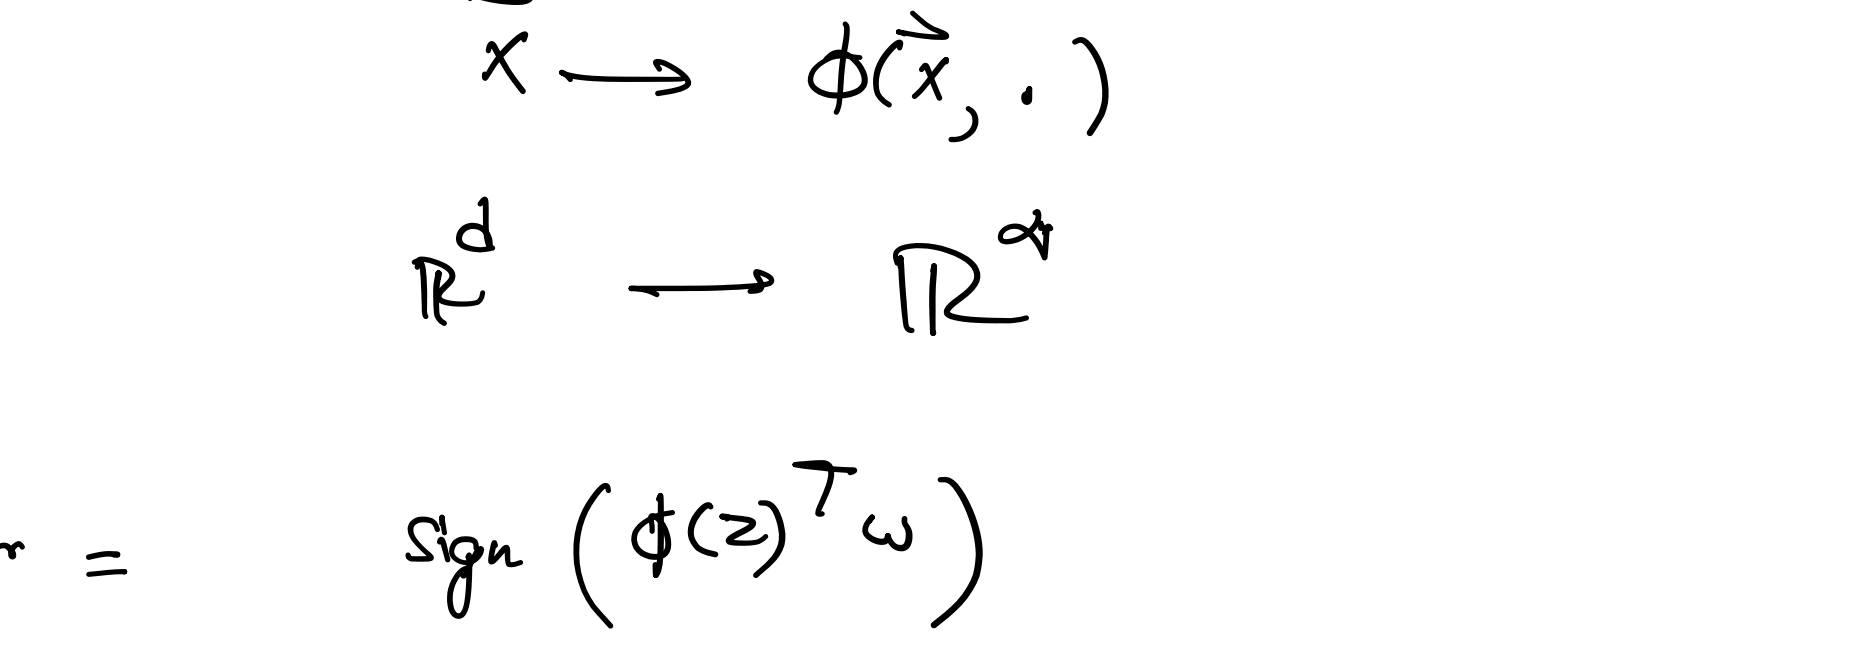 x⃗ → ϕ(x⃗, ·)
ℝ^d → ℝ^α
r = sign (ϕ(z)^T ω)